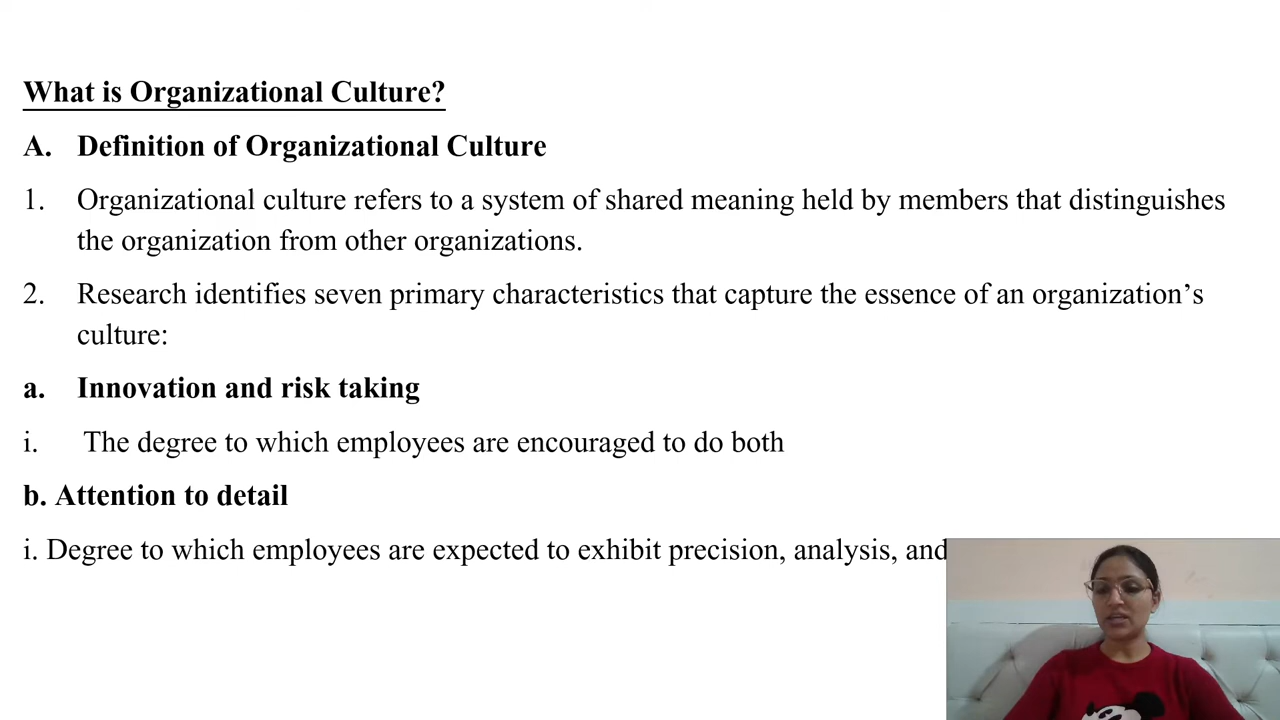 What is Organizational Culture?
A. Definition of Organizational Culture
1. Organizational culture refers to a system of shared meaning held by members that distinguishes
the organization from other organizations.
2. Research identifies seven primary characteristics that capture the essence of an organization’s
culture:
a. Innovation and risk taking
i. The degree to which employees are encouraged to do both
b. Attention to detail
i. Degree to which employees are expected to exhibit precision, analysis, and